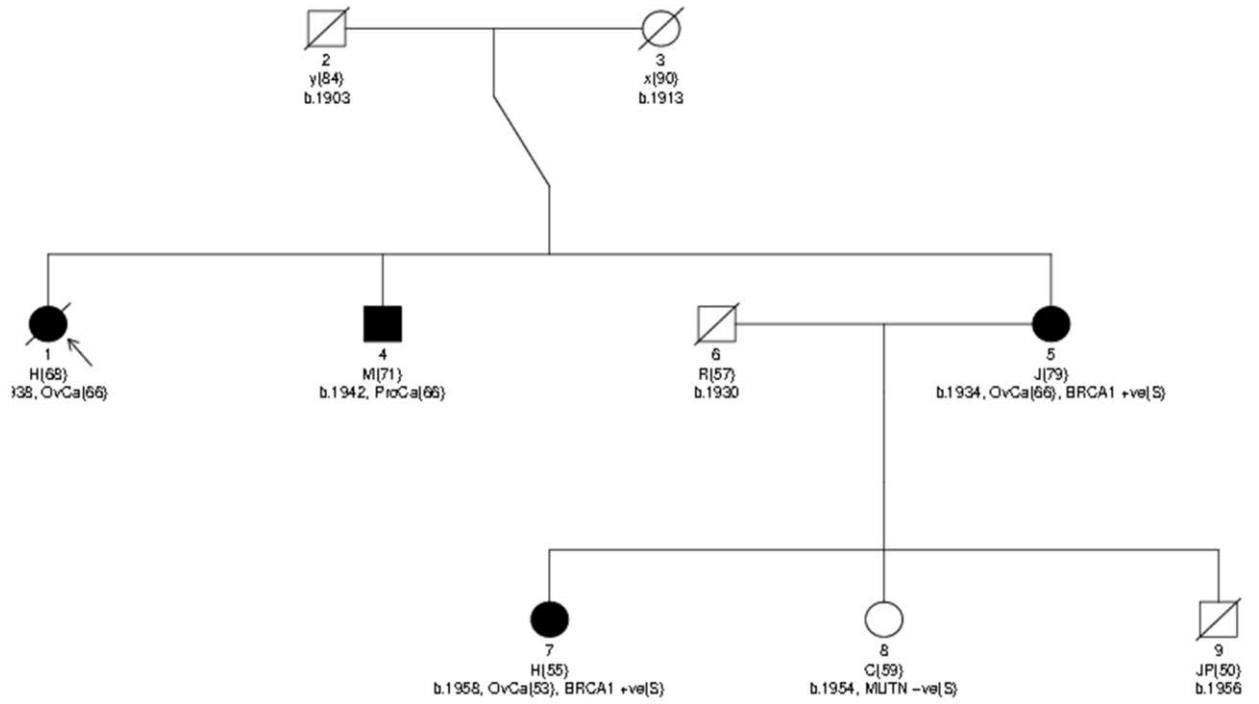 2
y(84)
b.1903
3
x(90)
b.1913
1
H(68)
938, OvCa(66)
4
M(71)
b.1942, ProCa(66)
6
R(57)
b.1930
5
J(79)
b.1934, OvCa(66), BRCA1 +ve(S)
7
H(55)
b.1958, OvCa(53), BRCA1 +ve(S)
8
C(59)
b.1954, MUTN -ve(S)
9
JP(50)
b.1956